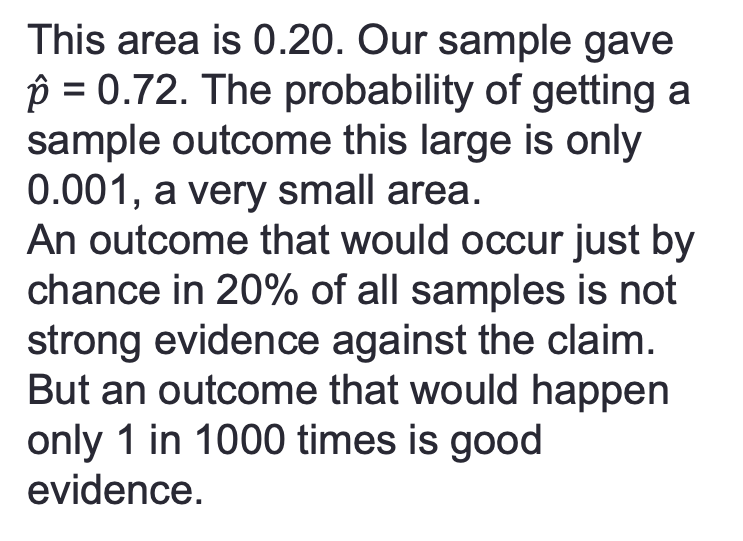 This area is 0.20. Our sample gave
p̂ = 0.72. The probability of getting a
sample outcome this large is only
0.001, a very small area.
An outcome that would occur just by
chance in 20% of all samples is not
strong evidence against the claim.
But an outcome that would happen
only 1 in 1000 times is good
evidence.